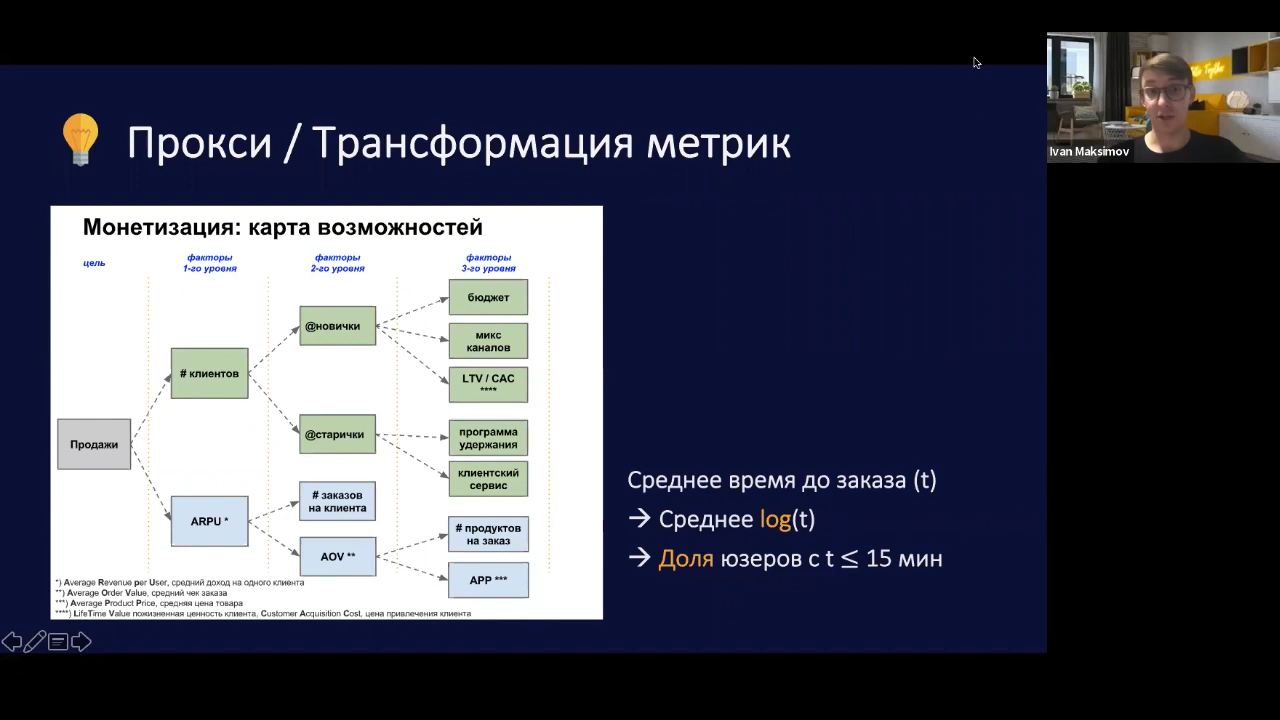 Прокси / Трансформация метрик
Монетизация: карта возможностей
цель
факторы
1-го уровня
факторы
2-го уровня
факторы
3-го уровня
Продажи
# клиентов
ARPU *
@новички
@старички
# заказов
на клиента
AOV **
бюджет
микс
каналов
LTV / CAC
****
программа
удержания
клиентский
сервис
# продуктов
на заказ
APP ***
*) Average Revenue per User, средний доход на одного клиента
**) Average Order Value, средний чек заказа
***) Average Product Price, средняя цена товара
****) LifeTime Value пожизненная ценность клиента, Customer Acquisition Cost, цена привлечения клиента
Среднее время до заказа (t)
→ Среднее log(t)
→ Доля юзеров с t ≤ 15 мин
Ivan Maksimov